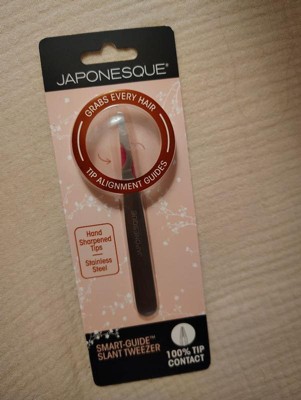 JAPONESQUE®
GRABS EVERY HAIR
TIP ALIGNMENT GUIDES
JAPONESQUE
Hand
Sharpened
Tips
Stainless
Steel
SMART-GUIDE™
SLANT TWEEZER
100% TIP
CONTACT